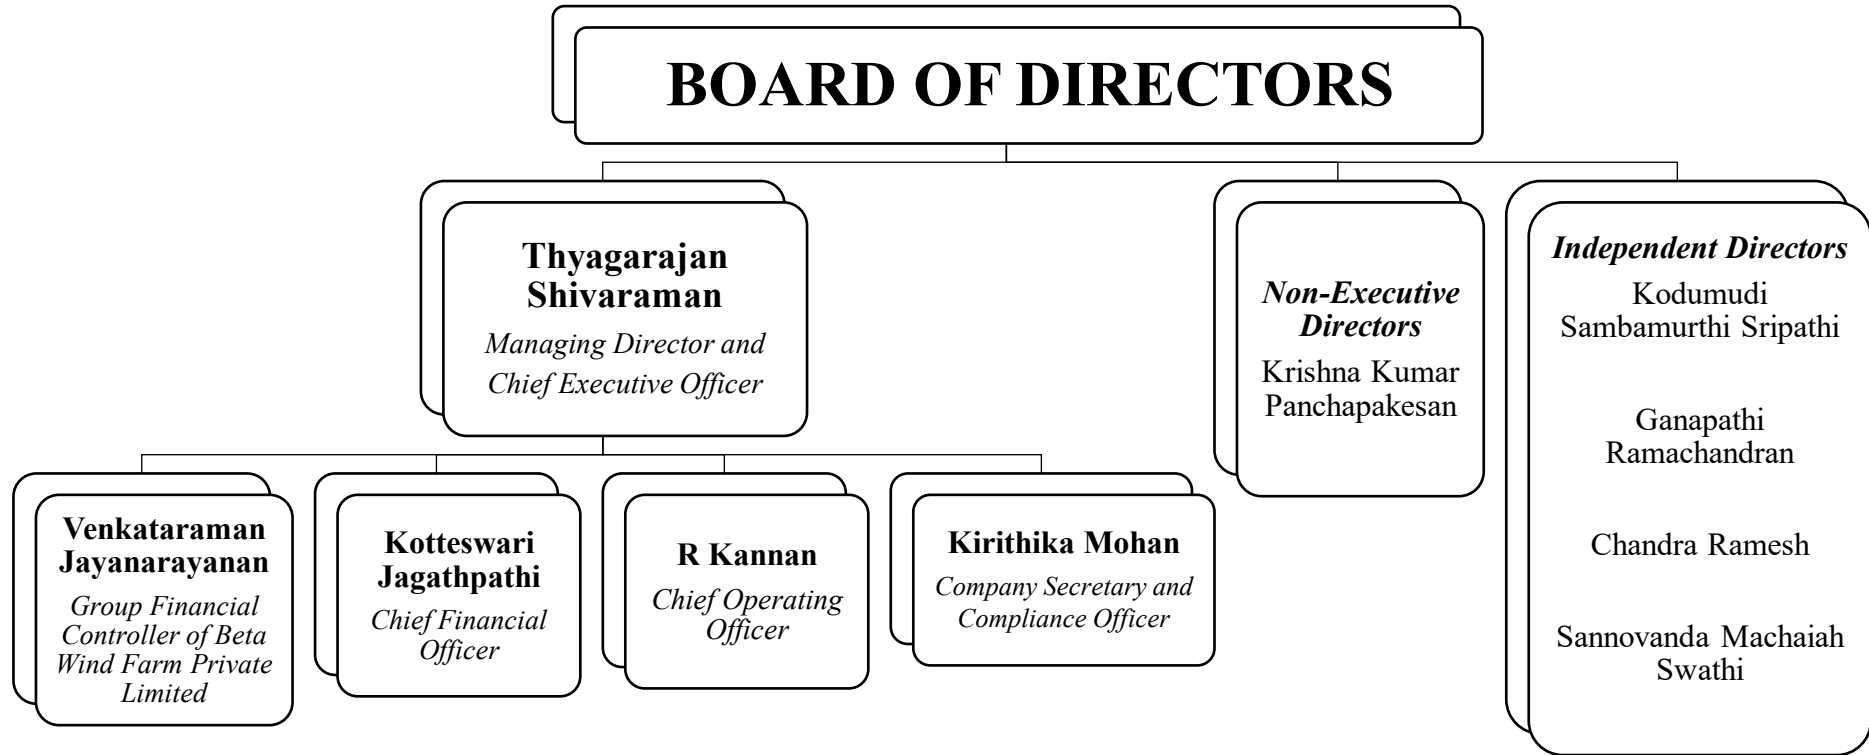 BOARD OF DIRECTORS
Thyagarajan
Shivaraman
Managing Director and
Chief Executive Officer
Non-Executive
Directors
Krishna Kumar
Panchapakesan
Independent Directors
Kodumudi
Sambamurthi Sripathi
Ganapathi
Ramachandran
Chandra Ramesh
Sannovanda Machaiah
Swathi
Venkataraman
Jayanarayanan
Group Financial
Controller of Beta
Wind Farm Private
Limited
Kotteswari
Jagathpathi
Chief Financial
Officer
R Kannan
Chief Operating
Officer
Kirithika Mohan
Company Secretary and
Compliance Officer